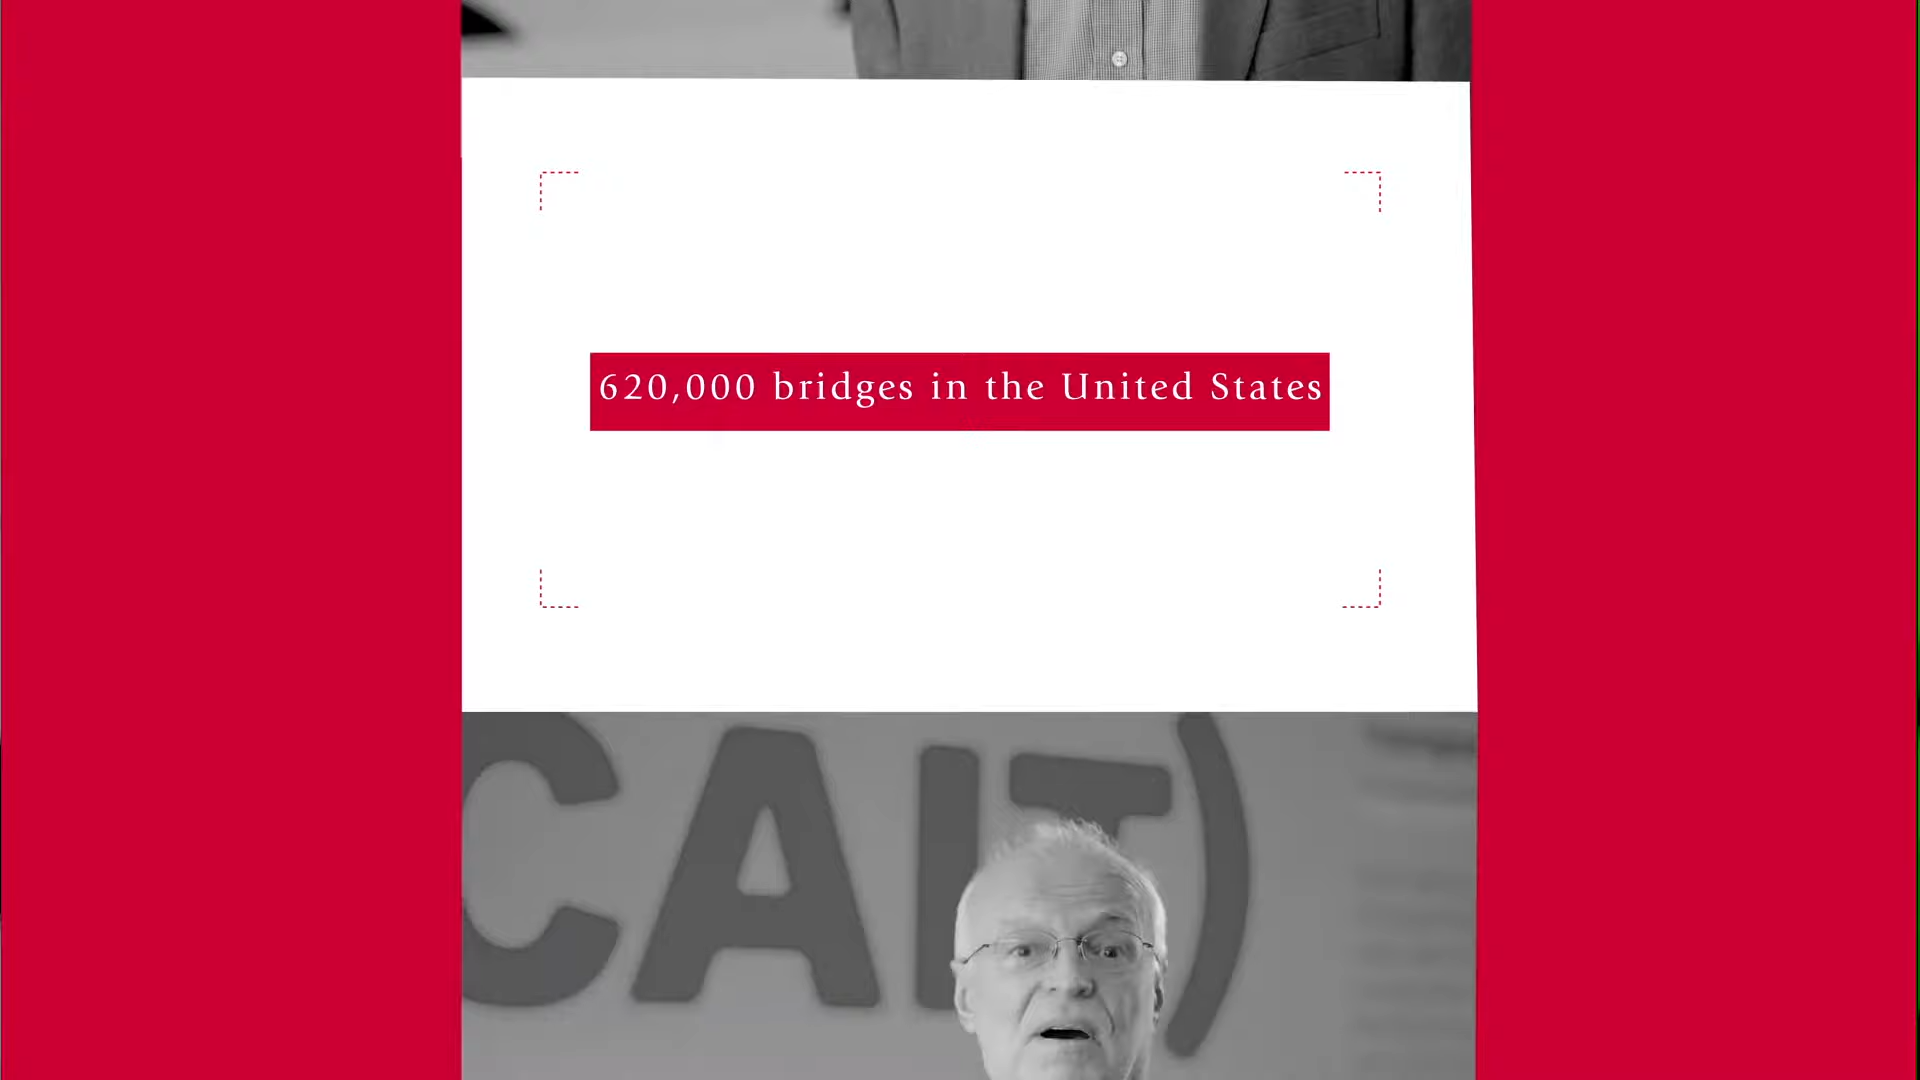 620,000 bridges in the United States
CAIT)